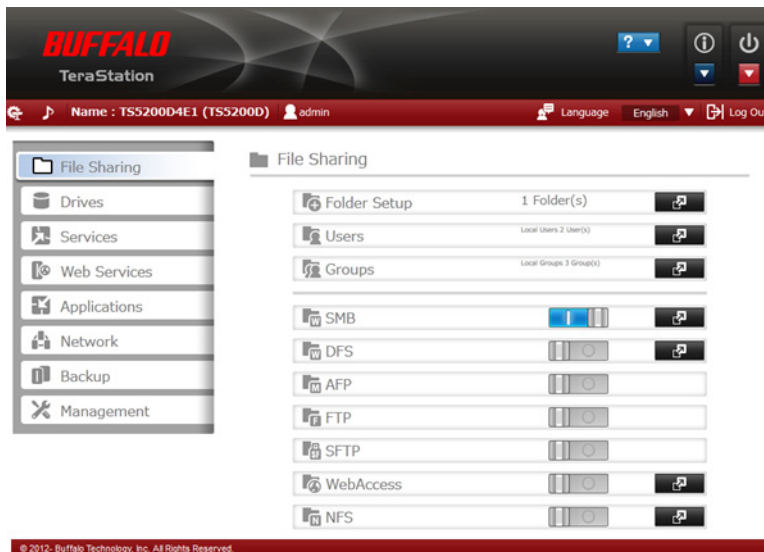 BUFFALO
TeraStation
?
Name : TS5200D4E1 (TS5200D)
admin
Language
English
Log Ou
File Sharing
Drives
Services
Web Services
Applications
Network
Backup
Management
File Sharing
Folder Setup 1 Folder(s)
Users Local Users 2 User(s)
Groups Local Groups 3 Group(s)
SMB
DFS
AFP
FTP
SFTP
WebAccess
NFS
© 2012- Buffalo Technology, Inc. All Rights Reserved.